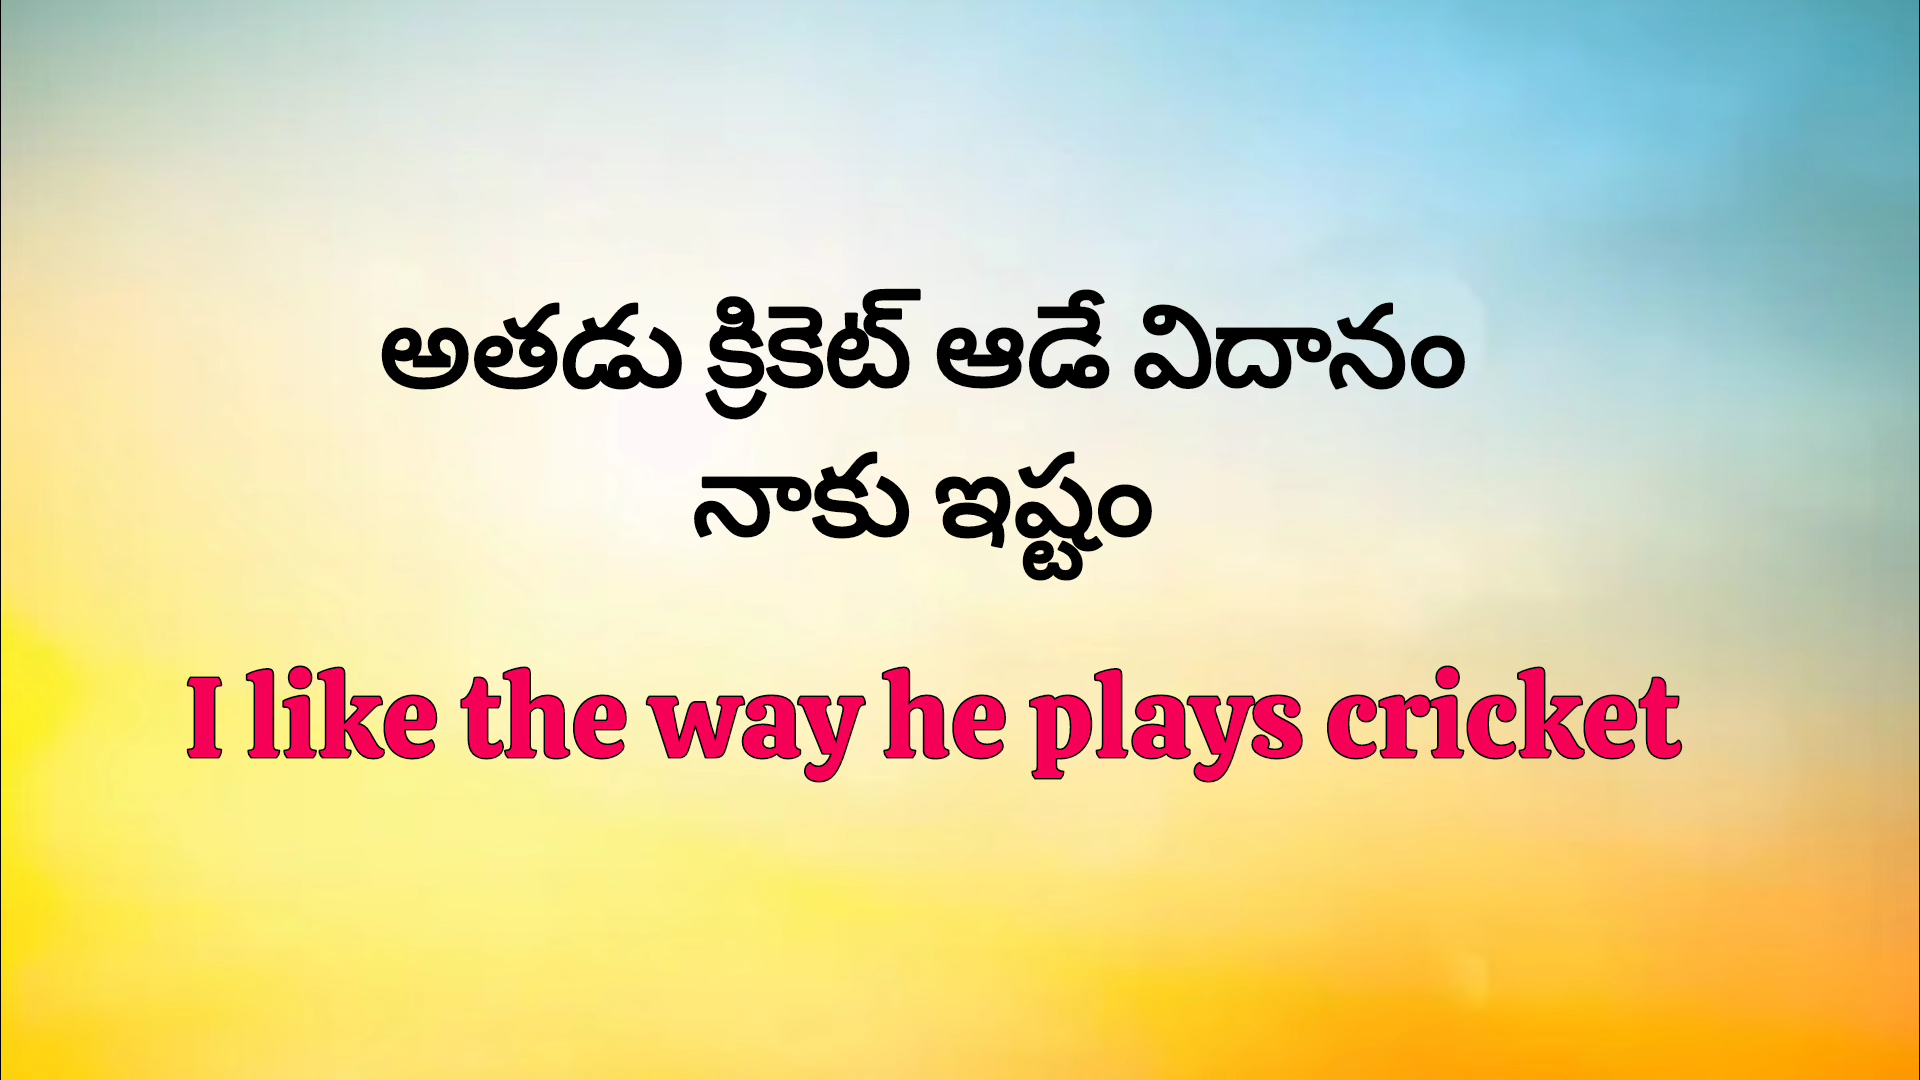 అతడు క్రికెట్ ఆడే విదానం
నాకు ఇష్టం
I like the way he plays cricket